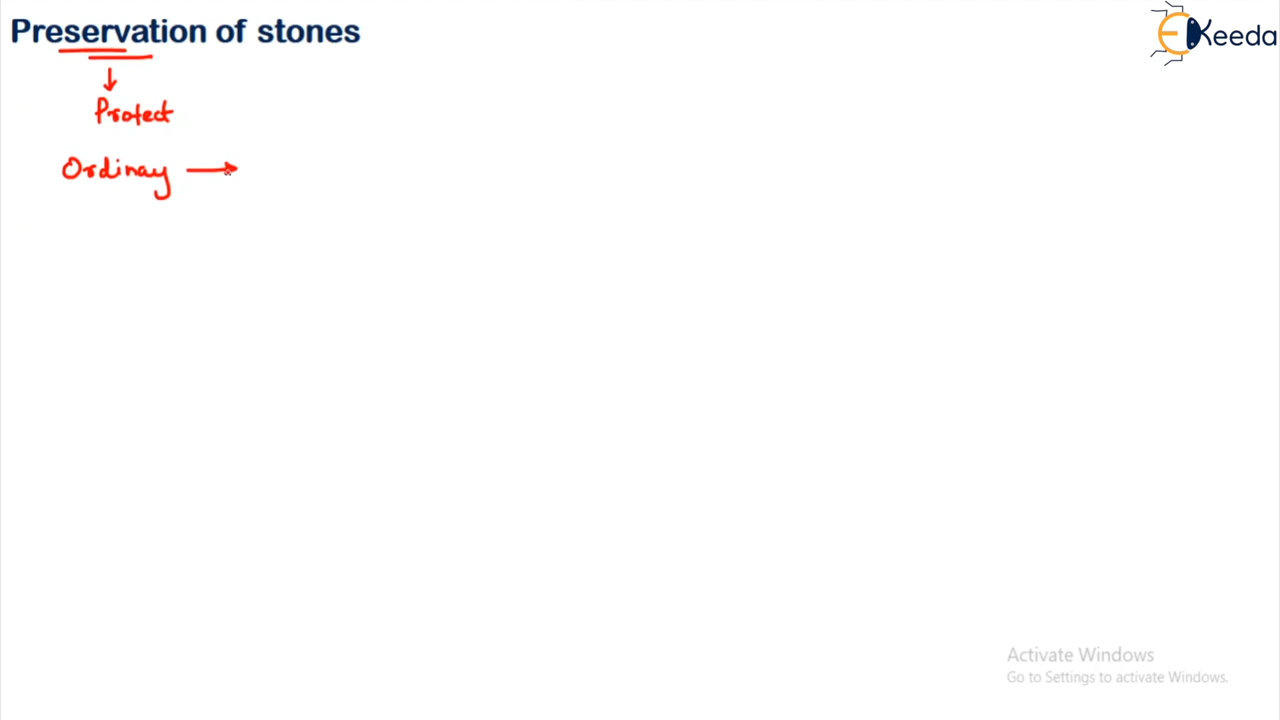 Preservation of stones
EKeeda
Protect
Ordinay
Activate Windows
Go to Settings to activate Windows.